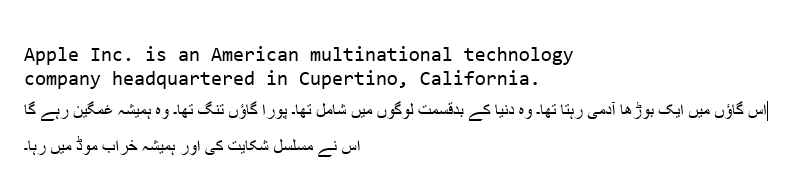 Apple Inc. is an American multinational technology
company headquartered in Cupertino, California.
اس گاؤں میں ایک بوڑھا آدمی رہتا تھا۔ وہ دنیا کے بدقسمت لوگوں میں شامل تھا۔ پورا گاؤں تنگ تھا۔ وہ ہمیشہ غمگین رہے گا
اس نے مسلسل شکایت کی اور ہمیشہ خراب موڈ میں رہا۔